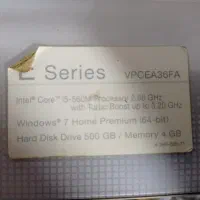 E Series VPCEA36FA
Intel® Core™ i5-560M Processor 2.66 GHz
with Turbo Boost up to 3.20 GHz
Windows® 7 Home Premium (64-bit)
Hard Disk Drive 500 GB / Memory 4 GB